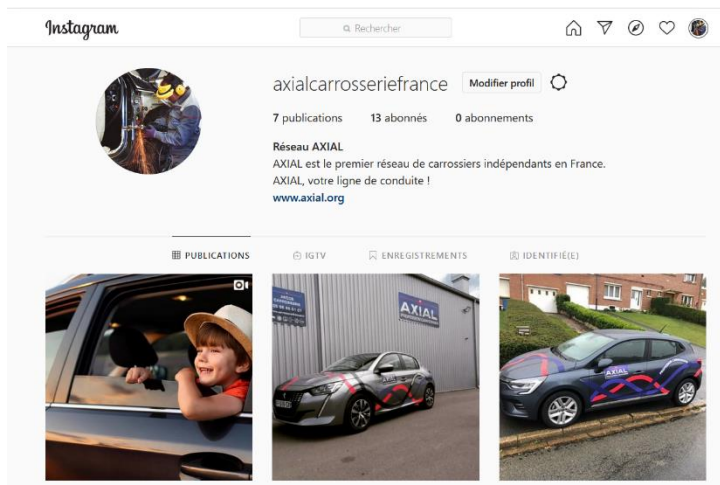 Instagram
Rechercher
axialcarrosseriefrance
Modifier profil
7 publications 13 abonnés 0 abonnements
Réseau AXIAL
AXIAL est le premier réseau de carrossiers indépendants en France.
AXIAL, votre ligne de conduite !
www.axial.org
PUBLICATIONS
IGTV
ENREGISTREMENTS
IDENTIFIÉ(E)
AXIAL
AXIAL
AXIAL